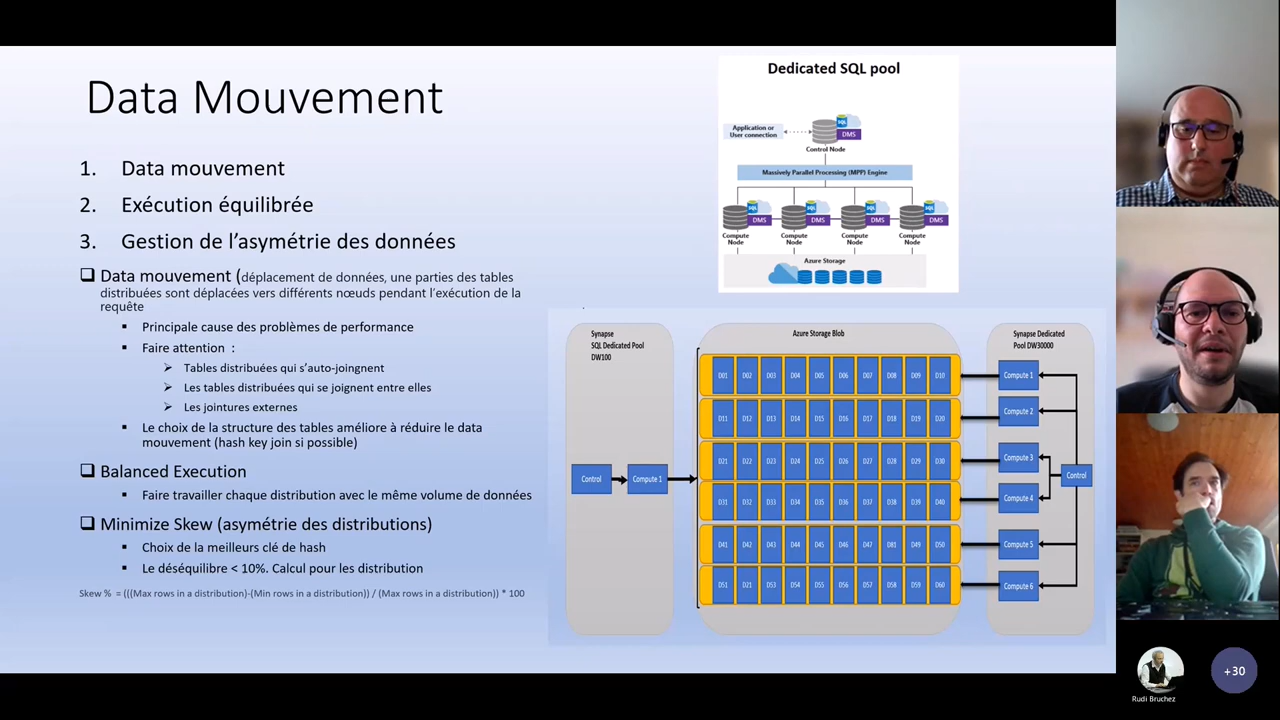 Data Mouvement
1. Data mouvement
2. Exécution équilibrée
3. Gestion de l'asymétrie des données
Data mouvement (déplacement de données, une parties des tables
distribuées sont déplacées vers différents nœuds pendant l'exécution de la
requête
Principale cause des problèmes de performance
Faire attention :
Tables distribuées qui s'auto-joingnent
Les tables distribuées qui se joignent entre elles
Les jointures externes
Le choix de la structure des tables améliore à réduire le data
mouvement (hash key join si possible)
Balanced Execution
Faire travailler chaque distribution avec le même volume de données
Minimize Skew (asymétrie des distributions)
Choix de la meilleurs clé de hash
Le déséquilibre < 10%. Calcul pour les distribution
Skew % = (((Max rows in a distribution)-(Min rows in a distribution)) / (Max rows in a distribution)) * 100
Dedicated SQL pool
Application or
User connection
SQL
DMS
Control Node
Massively Parallel Processing (MPP) Engine
SQL SQL SQL SQL
DMS DMS DMS DMS
Compute Compute Compute Compute
Node Node Node Node
Azure Storage
Synapse
SQL Dedicated Pool
DW100
Azure Storage Blob
Synapse Dedicated
Pool DW30000
D01 D02 D03 D04 D05 D06 D07 D08 D09 D10
Compute 1
D11 D12 D13 D14 D15 D16 D17 D18 D19 D20
Compute 2
D21 D22 D23 D24 D25 D26 D27 D28 D29 D30
Compute 3
Control Compute 1
Control
D31 D32 D33 D34 D35 D36 D37 D38 D39 D40
Compute 4
D41 D42 D43 D44 D45 D46 D47 D81 D49 D50
Compute 5
D51 D21 D53 D54 D55 D56 D57 D58 D59 D60
Compute 6
Rudi Bruchez
+30